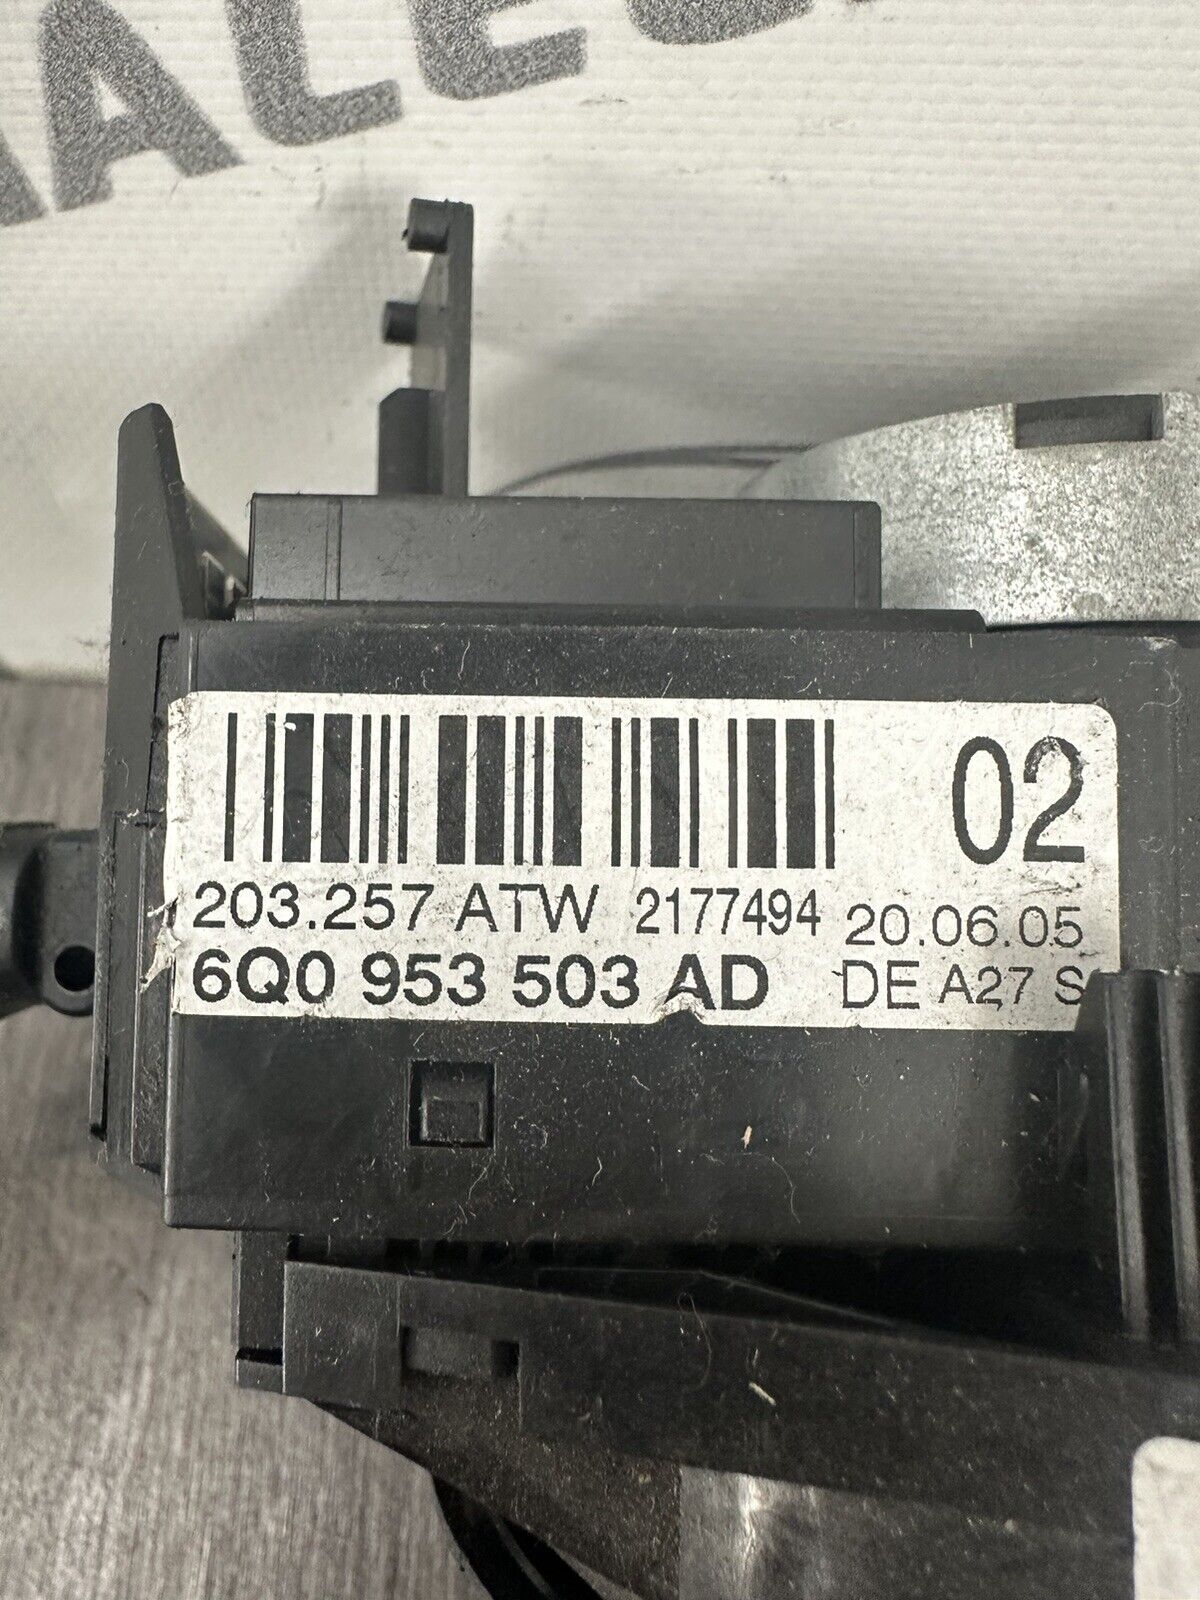 02
203.257 ATW 2177494 20.06.05
6Q0 953 503 AD DE A27 S